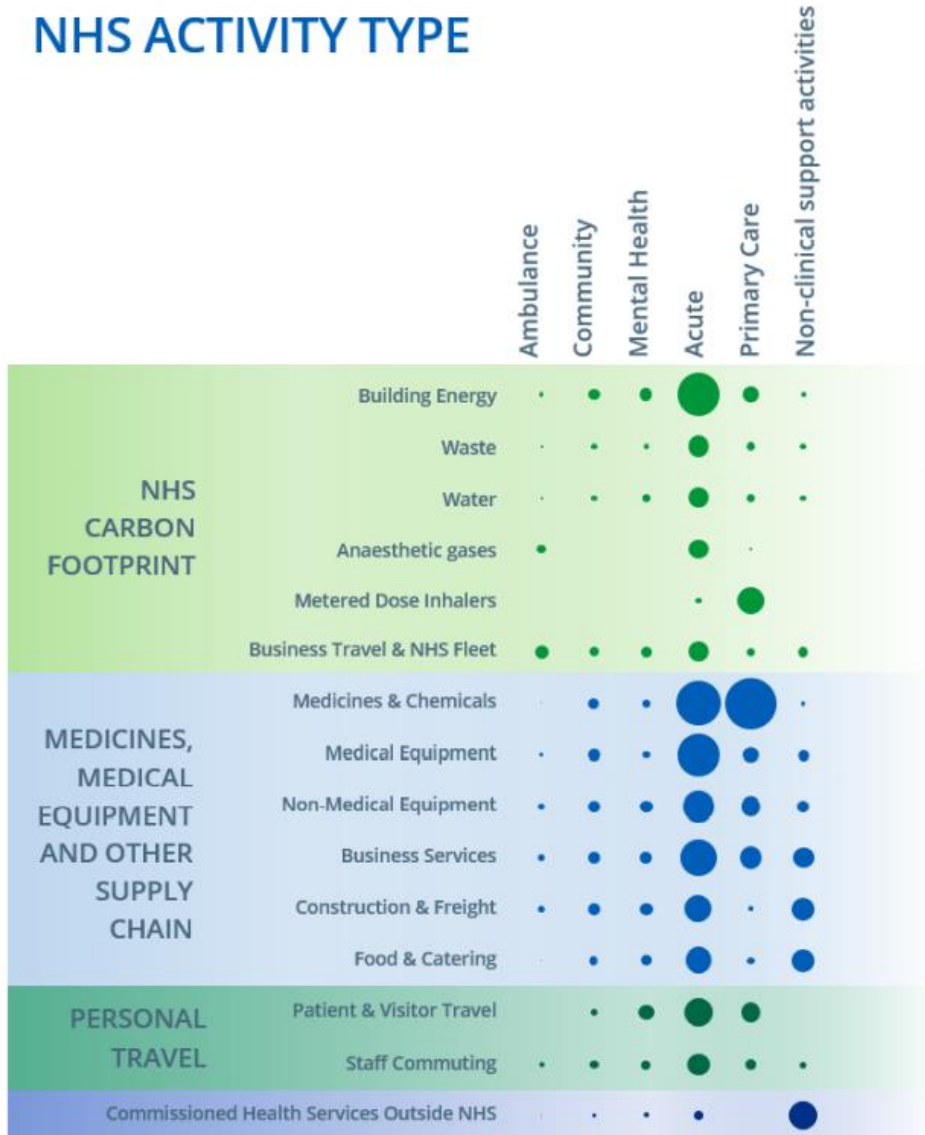 NHS ACTIVITY TYPE
Ambulance
Community
Mental Health
Acute
Primary Care
Non-clinical support activities
NHS
CARBON
FOOTPRINT
Building Energy
Waste
Water
Anaesthetic gases
Metered Dose Inhalers
Business Travel & NHS Fleet
MEDICINES,
MEDICAL
EQUIPMENT
AND OTHER
SUPPLY
CHAIN
Medicines & Chemicals
Medical Equipment
Non-Medical Equipment
Business Services
Construction & Freight
Food & Catering
PERSONAL
TRAVEL
Patient & Visitor Travel
Staff Commuting
Commissioned Health Services Outside NHS